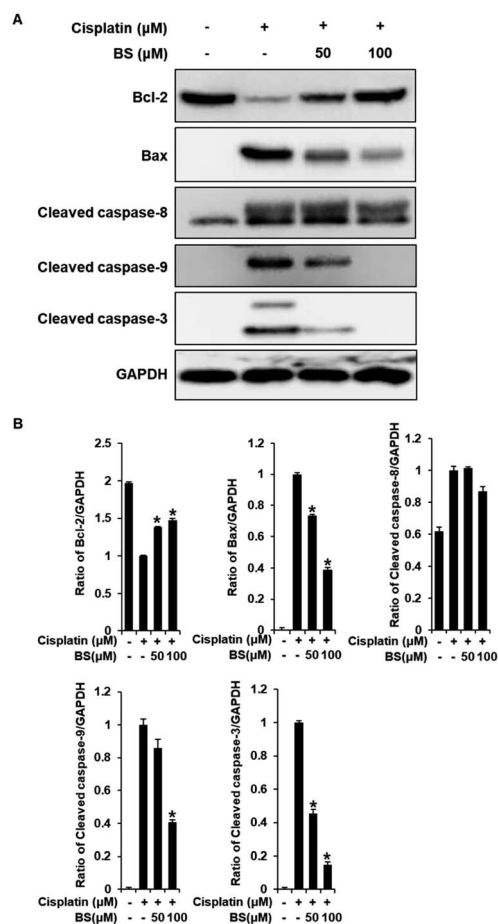 A
Cisplatin (μM) - + + +
BS (μM) - - 50 100
Bcl-2
Bax
Cleaved caspase-8
Cleaved caspase-9
Cleaved caspase-3
GAPDH
B
Ratio of Bcl-2/GAPDH
2.5
2
1.5
1
0.5
0
* *
Cisplatin (μM) - + + +
BS(μM) - - 50 100
Ratio of Bax/GAPDH
1.2
1
0.8
0.6
0.4
0.2
0
* *
Cisplatin (μM) - + + +
BS(μM) - - 50 100
Ratio of Cleaved caspase-8/GAPDH
1.2
1
0.8
0.6
0.4
0.2
0
Cisplatin (μM) - + + +
BS(μM) - - 50 100
Ratio of Cleaved caspase-9/GAPDH
1.2
1
0.8
0.6
0.4
0.2
0
*
Cisplatin (μM) - + + +
BS(μM) - - 50 100
Ratio of Cleaved caspase-3/GAPDH
1.2
1
0.8
0.6
0.4
0.2
0
* *
Cisplatin (μM) - + + +
BS(μM) - - 50 100